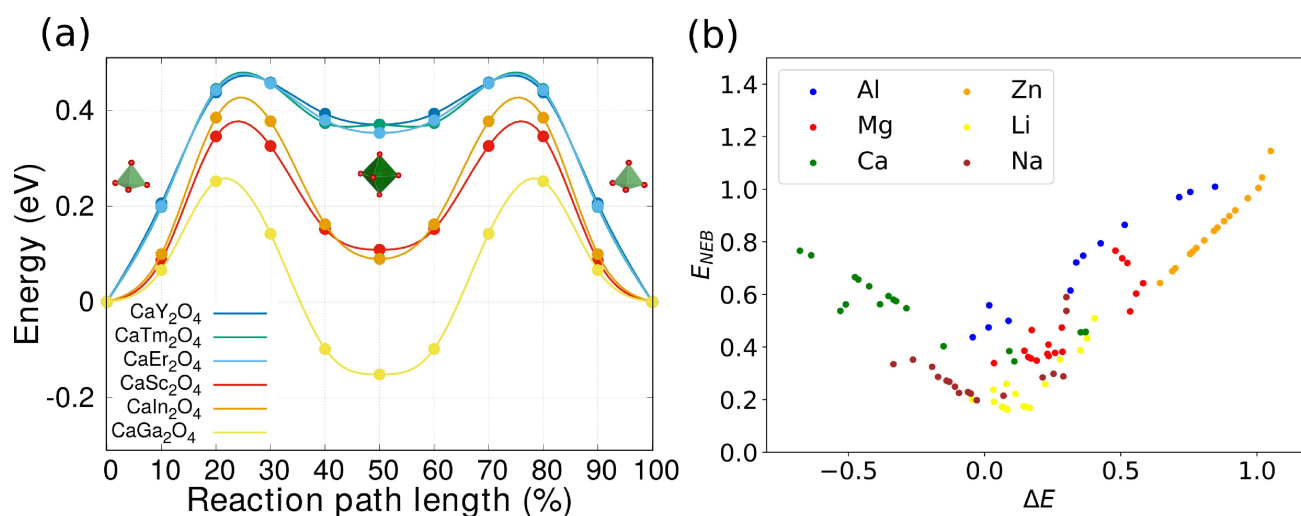 (a)
Energy (eV)
0.4
0.2
0
-0.2
CaY₂O₄
CaTm₂O₄
CaEr₂O₄
CaSc₂O₄
CaIn₂O₄
CaGa₂O₄
0 10 20 30 40 50 60 70 80 90 100
Reaction path length (%)
(b)
E_NEB
1.4
1.2
1.0
0.8
0.6
0.4
0.2
0.0
Al Zn
Mg Li
Ca Na
−0.5 0.0 0.5 1.0
ΔE